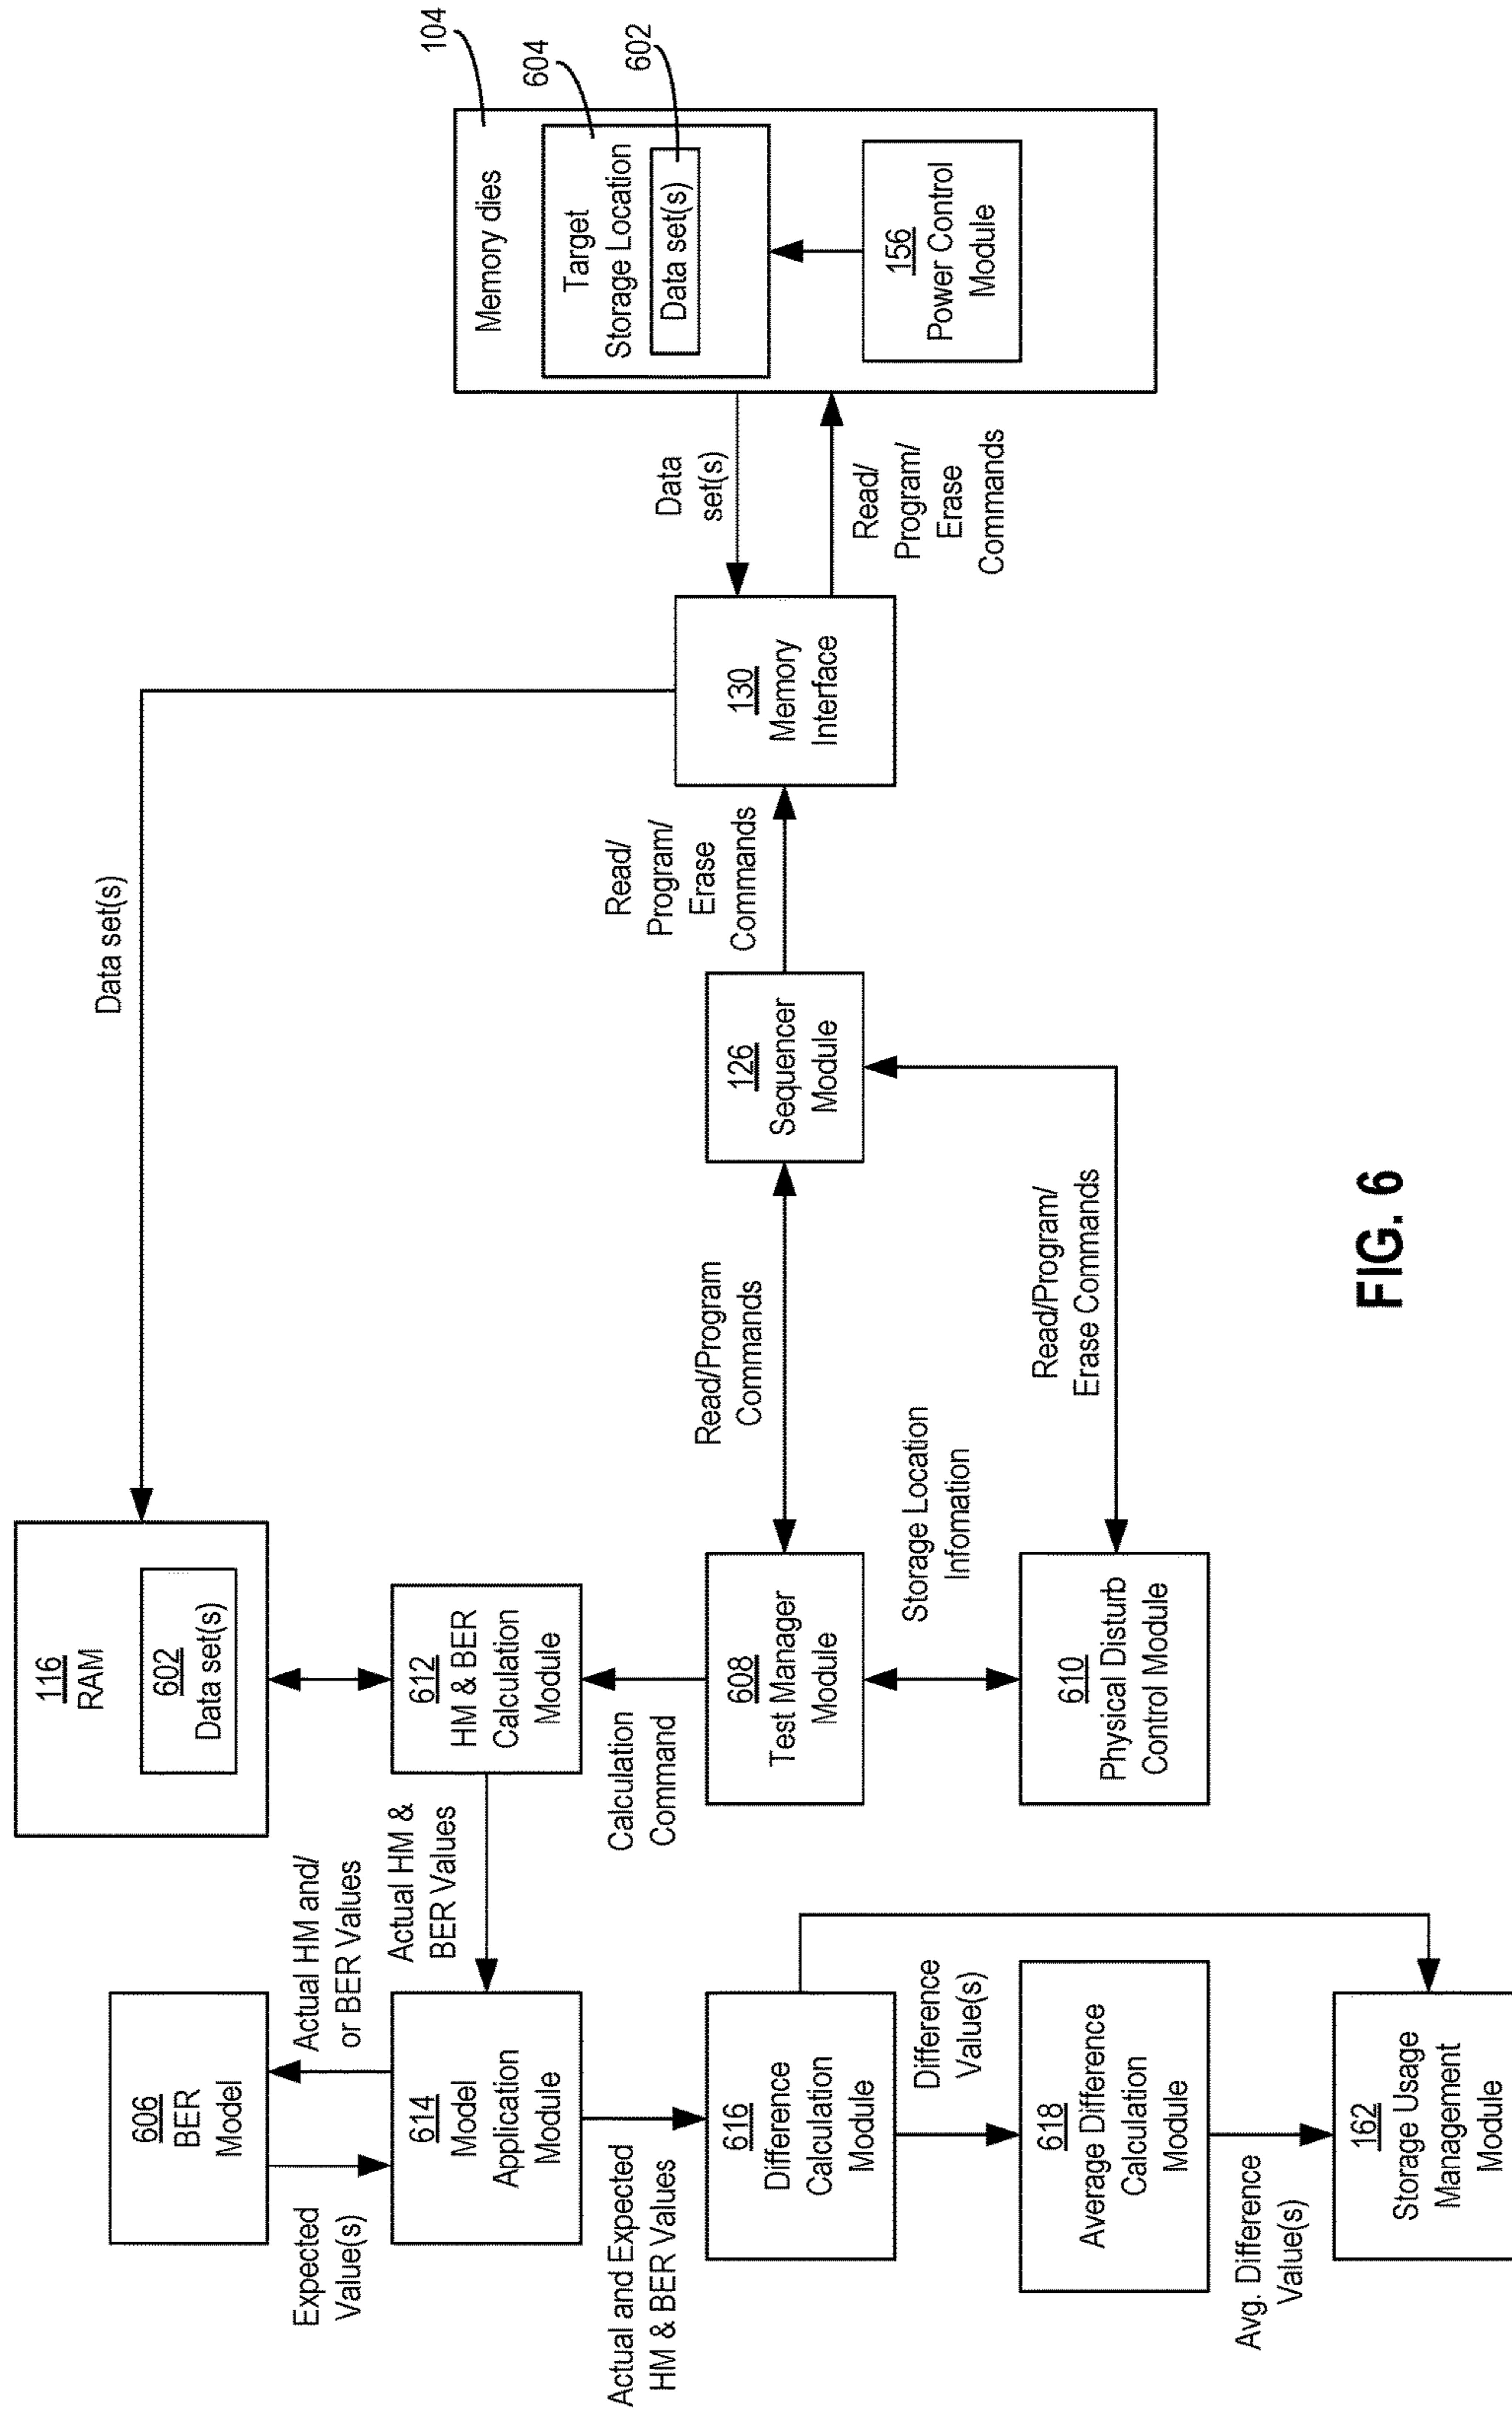 606
BER
Model
Expected
Value(s)
Actual HM and/
or BER Values
116
RAM
602
Data set(s)
Data set(s)
614
Model
Application
Module
Actual HM &
BER Values
612
HM & BER
Calculation
Module
Actual and Expected
HM & BER Values
Calculation
Command
616
Difference
Calculation
Module
608
Test Manager
Module
Read/Program
Commands
126
Sequencer
Module
Read/
Program/
Erase
Commands
130
Memory
Interface
Data
set(s)
Read/
Program/
Erase
Commands
Memory dies
104
Target
Storage Location
604
Data set(s)
602
156
Power Control
Module
Difference
Value(s)
Storage Location
Infomation
618
Average Difference
Calculation
Module
610
Physical Disturb
Control Module
Read/Program/
Erase Commands
Avg. Difference
Value(s)
162
Storage Usage
Management
Module
FIG. 6